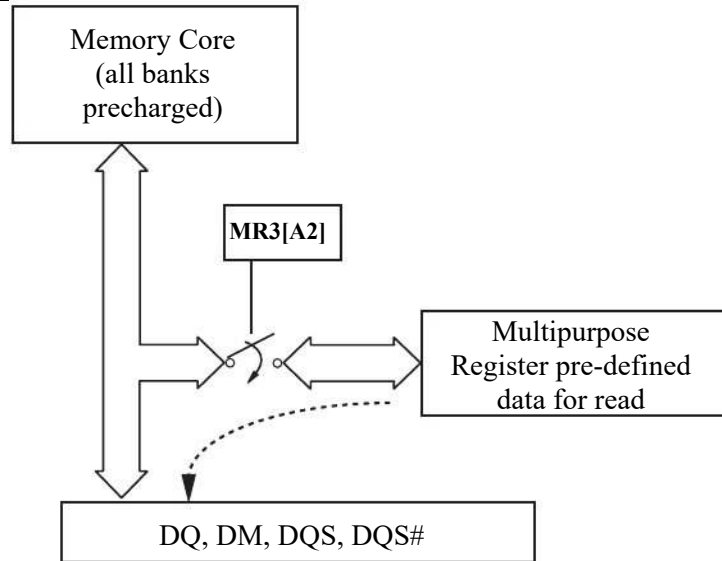 Memory Core
(all banks
precharged)
MR3[A2]
Multipurpose
Register pre-defined
data for read
DQ, DM, DQS, DQS#